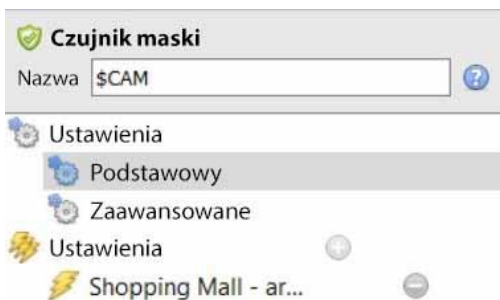 Czujnik maski
Nazwa $CAM
Ustawienia
Podstawowy
Zaawansowane
Ustawienia
Shopping Mall - ar...